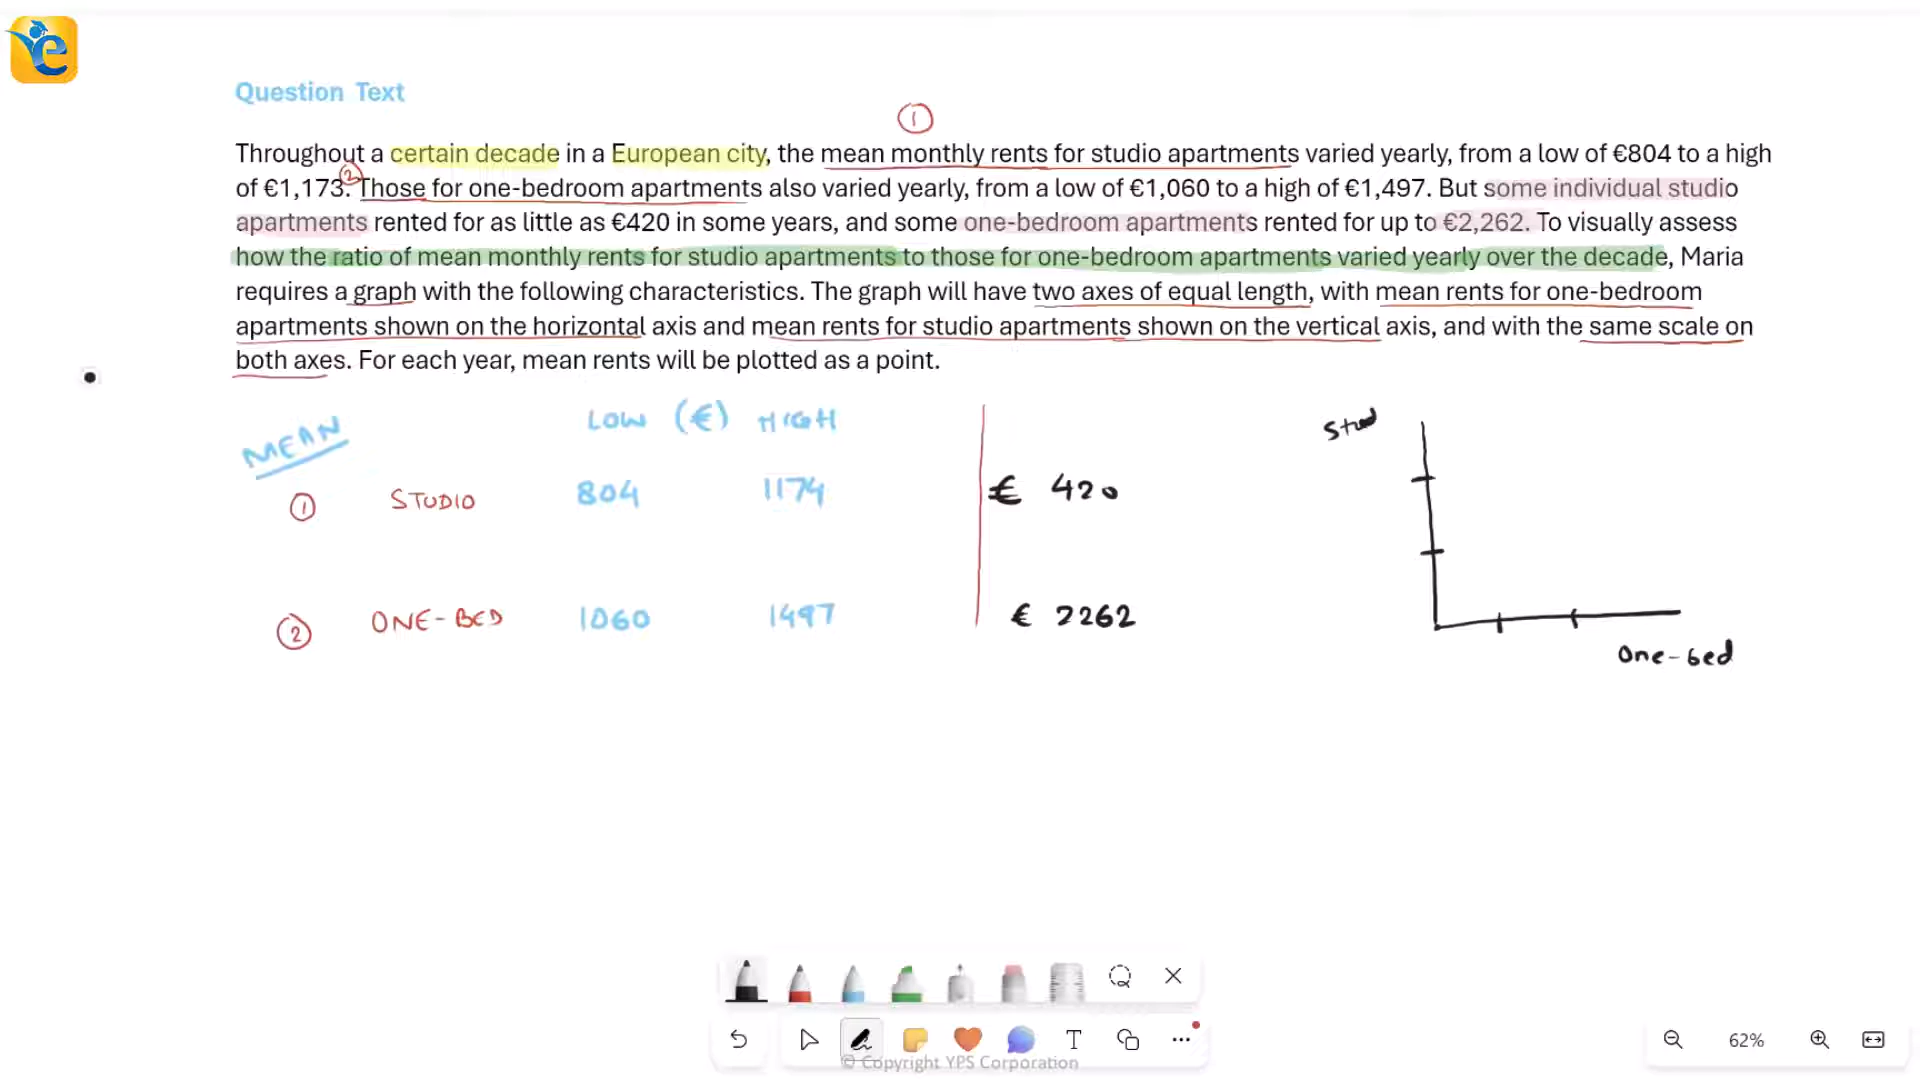 Question Text
①
Throughout a certain decade in a European city, the mean monthly rents for studio apartments varied yearly, from a low of €804 to a high
②
of €1,173. Those for one-bedroom apartments also varied yearly, from a low of €1,060 to a high of €1,497. But some individual studio
apartments rented for as little as €420 in some years, and some one-bedroom apartments rented for up to €2,262. To visually assess
how the ratio of mean monthly rents for studio apartments to those for one-bedroom apartments varied yearly over the decade, Maria
requires a graph with the following characteristics. The graph will have two axes of equal length, with mean rents for one-bedroom
apartments shown on the horizontal axis and mean rents for studio apartments shown on the vertical axis, and with the same scale on
both axes. For each year, mean rents will be plotted as a point.
MEAN LOW (€) HIGH
① STUDIO 804 1174 € 420
② ONE-BED 1060 1497 € 2262
Stud
One-bed
T
62%
© Copyright YPS Corporation